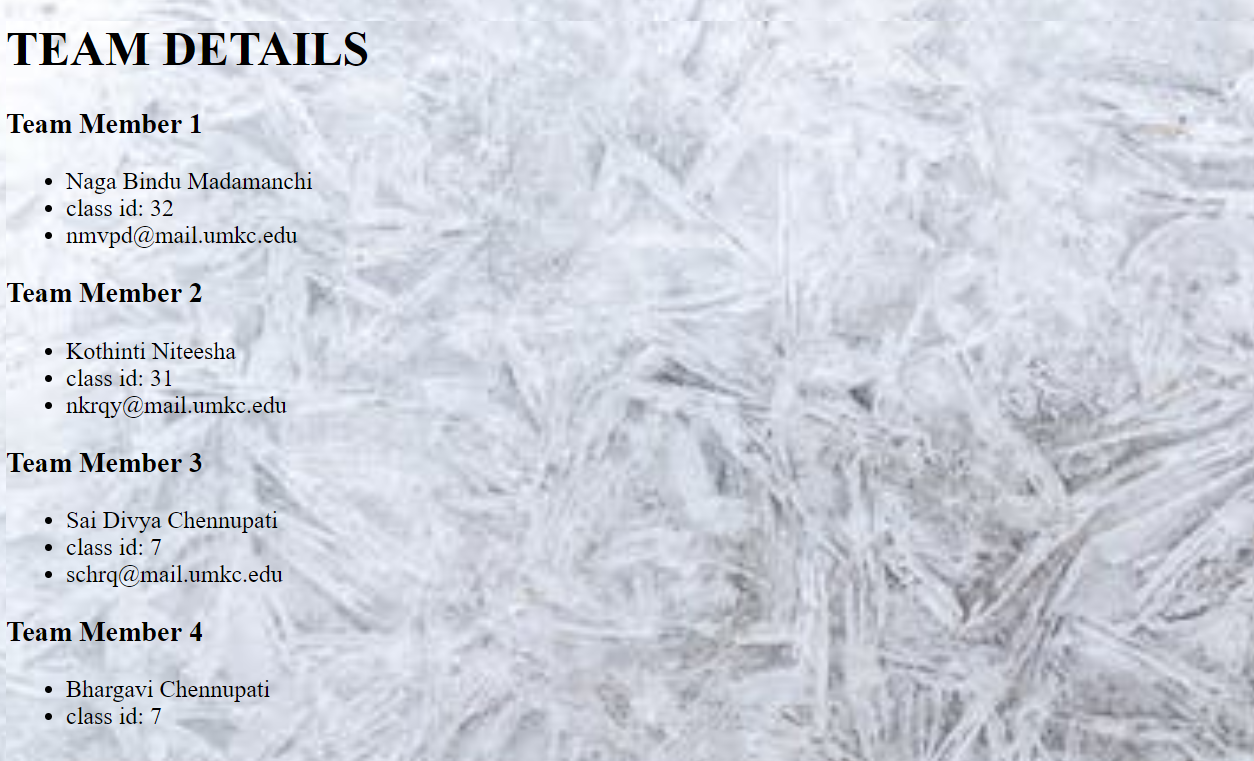 TEAM DETAILS
Team Member 1
• Naga Bindu Madamanchi
• class id: 32
• nmvpd@mail.umkc.edu
Team Member 2
• Kothinti Niteesha
• class id: 31
• nkrqy@mail.umkc.edu
Team Member 3
• Sai Divya Chennupati
• class id: 7
• schrq@mail.umkc.edu
Team Member 4
• Bhargavi Chennupati
• class id: 7